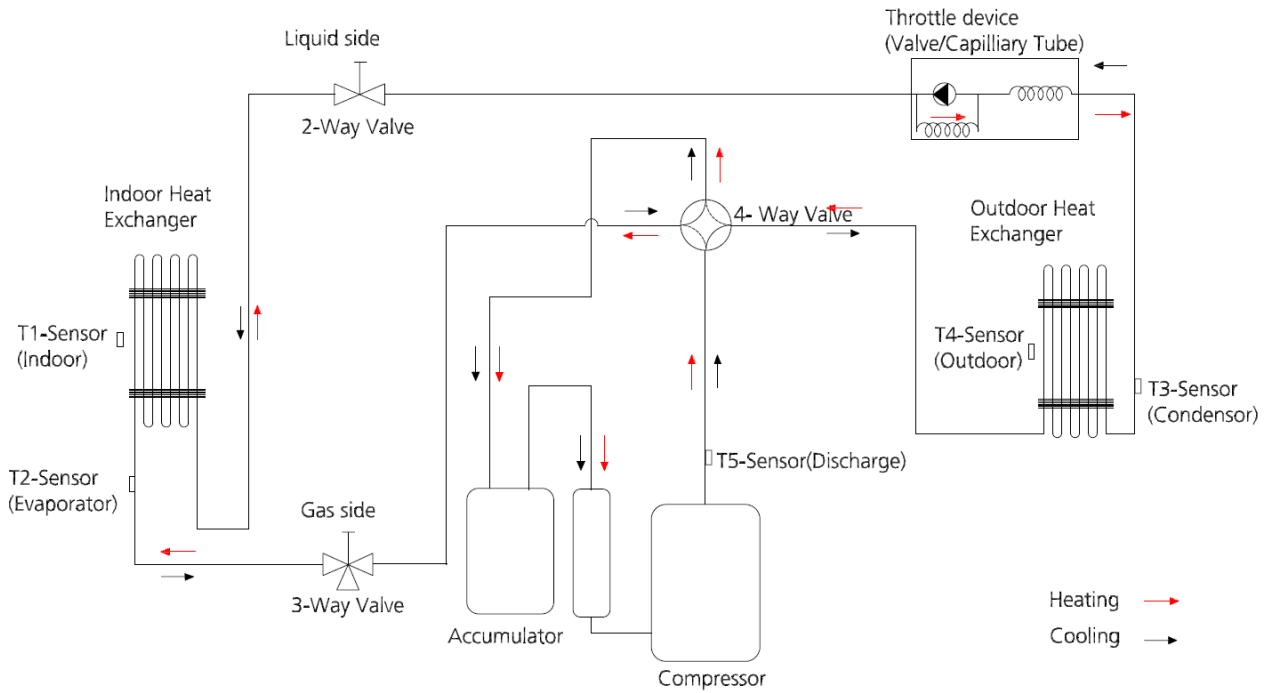 Liquid side
2-Way Valve
Throttle device
(Valve/Capilliary Tube)
Indoor Heat
Exchanger
4- Way Valve
Outdoor Heat
Exchanger
T1-Sensor
(Indoor)
T4-Sensor
(Outdoor)
T3-Sensor
(Condensor)
T2-Sensor
(Evaporator)
T5-Sensor(Discharge)
Gas side
3-Way Valve
Accumulator
Compressor
Heating
Cooling